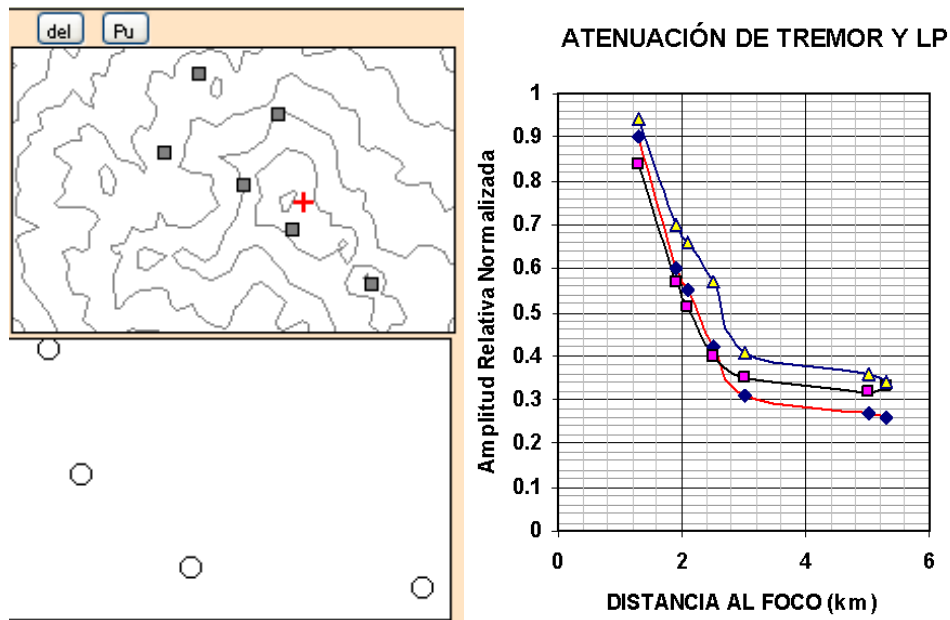 del Pu
ATENUACIÓN DE TREMOR Y LP
Amplitud Relativa Normalizada
1
0.9
0.8
0.7
0.6
0.5
0.4
0.3
0.2
0.1
0
0 2 4 6
DISTANCIA AL FOCO (km)